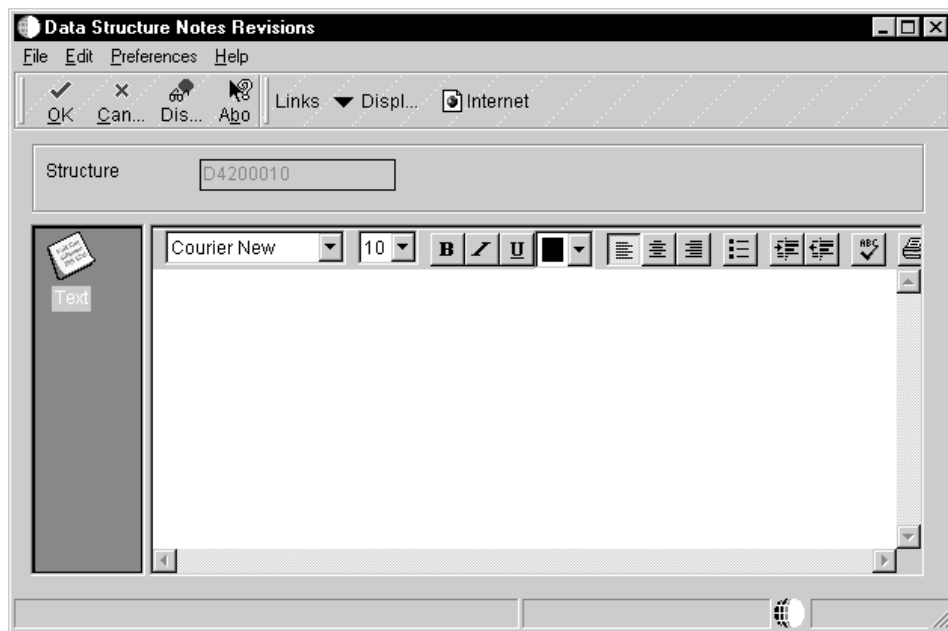 Data Structure Notes Revisions
File Edit Preferences Help
OK Can... Dis... Abo Links Displ... Internet
Structure D4200010
Courier New 10 B I U ABC
Text